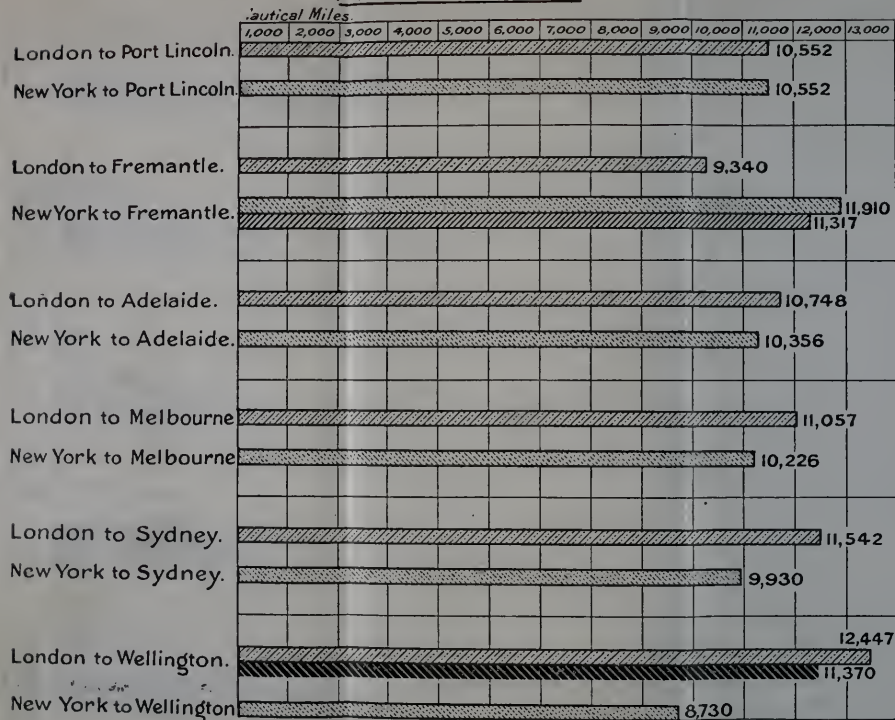 Nautical Miles.
1,000 2,000 3,000 4,000 5,000 6,000 7,000 8,000 9,000 10,000 11,000 12,000 13,000
London to Port Lincoln. 10,552
New York to Port Lincoln. 10,552
London to Fremantle. 9,340
New York to Fremantle. 11,910
11,317
London to Adelaide. 10,748
New York to Adelaide. 10,356
London to Melbourne 11,057
New York to Melbourne 10,226
London to Sydney. 11,542
New York to Sydney. 9,930
12,447
London to Wellington. 11,370
New York to Wellington 8,730